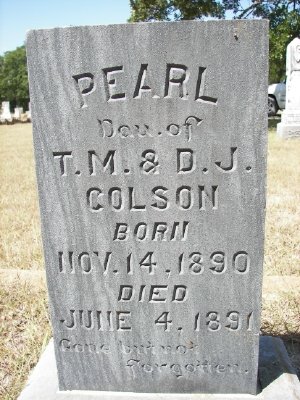 PEARL
Dau. of
T.M. & D.J.
COLSON
BORN
NOV. 14, 1890
DIED
JUNE 4, 1891
Gone but not
Forgotten.